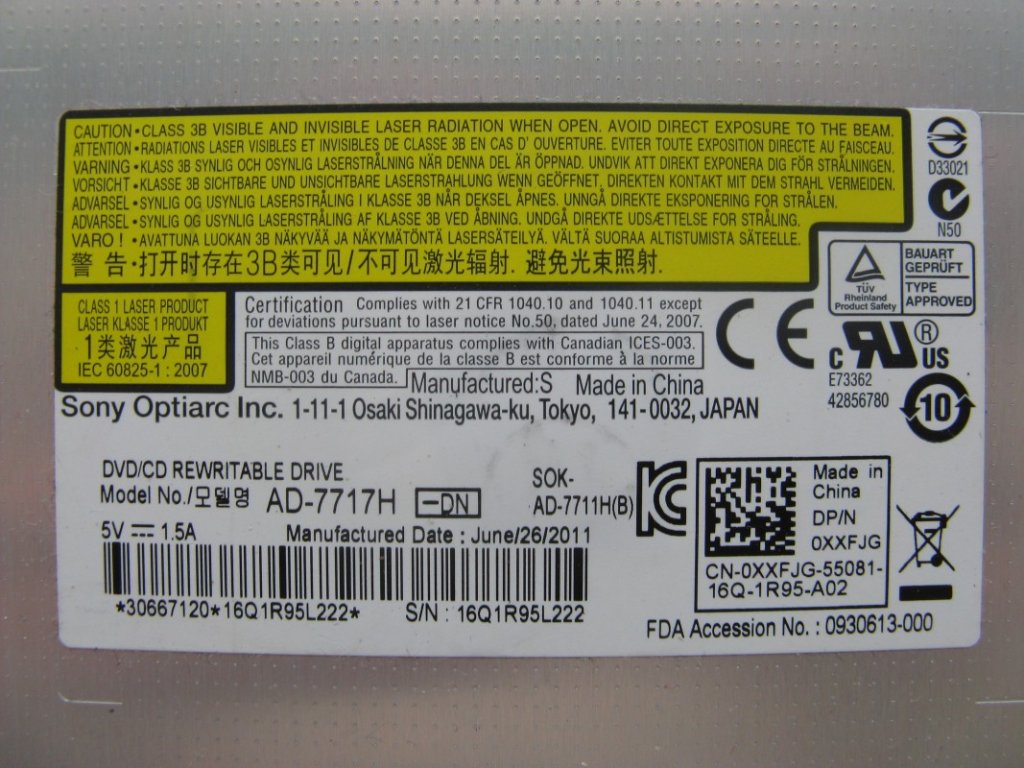 CAUTION•CLASS 3B VISIBLE AND INVISIBLE LASER RADIATION WHEN OPEN. AVOID DIRECT EXPOSURE TO THE BEAM.
ATTENTION•RADIATIONS LASER VISIBLES ET INVISIBLES DE CLASSE 3B EN CAS D' OUVERTURE. EVITER TOUTE EXPOSITION DIRECTE AU FAISCEAU.
VARNING•KLASS 3B SYNLIG OCH OSYNLIG LASERSTRÅLNING NÄR DENNA DEL ÄR ÖPPNAD. UNDVIK ATT DIREKT EXPONERA DIG FÖR STRÅLNINGEN.
VORSICHT•KLASSE 3B SICHTBARE UND UNSICHTBARE LASERSTRAHLUNG WENN GEÖFFNET, DIREKTEN KONTAKT MIT DEM STRAHL VERMEIDEN.
ADVARSEL•SYNLIG OG USYNLIG LASERSTRÅLING I KLASSE 3B NÅR DEKSEL ÅPNES. UNNGÅ DIREKTE EKSPONERING FOR STRÅLEN.
ADVARSEL•SYNLIG OG USYNLIG LASERSTRÅLING AF KLASSE 3B VED ÅBNING. UNDGÅ DIREKTE UDSÆTTELSE FOR STRÅLING.
VARO!•AVATTUNA LUOKAN 3B NÄKYVÄÄ JA NÄKYMÄTÖNTÄ LASERSÄTEILYÄ. VÄLTÄ SUORAA ALTISTUMISTA SÄTEELLE.
警告•打开时存在3B类可见/不可见激光辐射. 避免光束照射.
D33021
N50
TÜV
Rheinland
Product Safety
BAUART
GEPRÜFT
TYPE
APPROVED
CLASS 1 LASER PRODUCT
LASER KLASSE 1 PRODUKT
1类激光产品
IEC 60825-1 : 2007
Certification Complies with 21 CFR 1040.10 and 1040.11 except
for deviations pursuant to laser notice No.50, dated June 24, 2007.
This Class B digital apparatus complies with Canadian ICES-003.
Cet appareil numérique de la classe B est conforme à la norme
NMB-003 du Canada.
Manufactured:S Made in China
CE
C RU ® US
E73362
42856780
10
Sony Optiarc Inc. 1-11-1 Osaki Shinagawa-ku, Tokyo, 141-0032, JAPAN
DVD/CD REWRITABLE DRIVE
Model No./모델명 AD-7717H –DN
SOK-
AD-7711H(B)
5V ⎓ 1.5A Manufactured Date : June/26/2011
*30667120*16Q1R95L222* S/N : 16Q1R95L222
Made in
China
DP/N
0XXFJG
CN-0XXFJG-55081-
16Q-1R95-A02
FDA Accession No. : 0930613-000